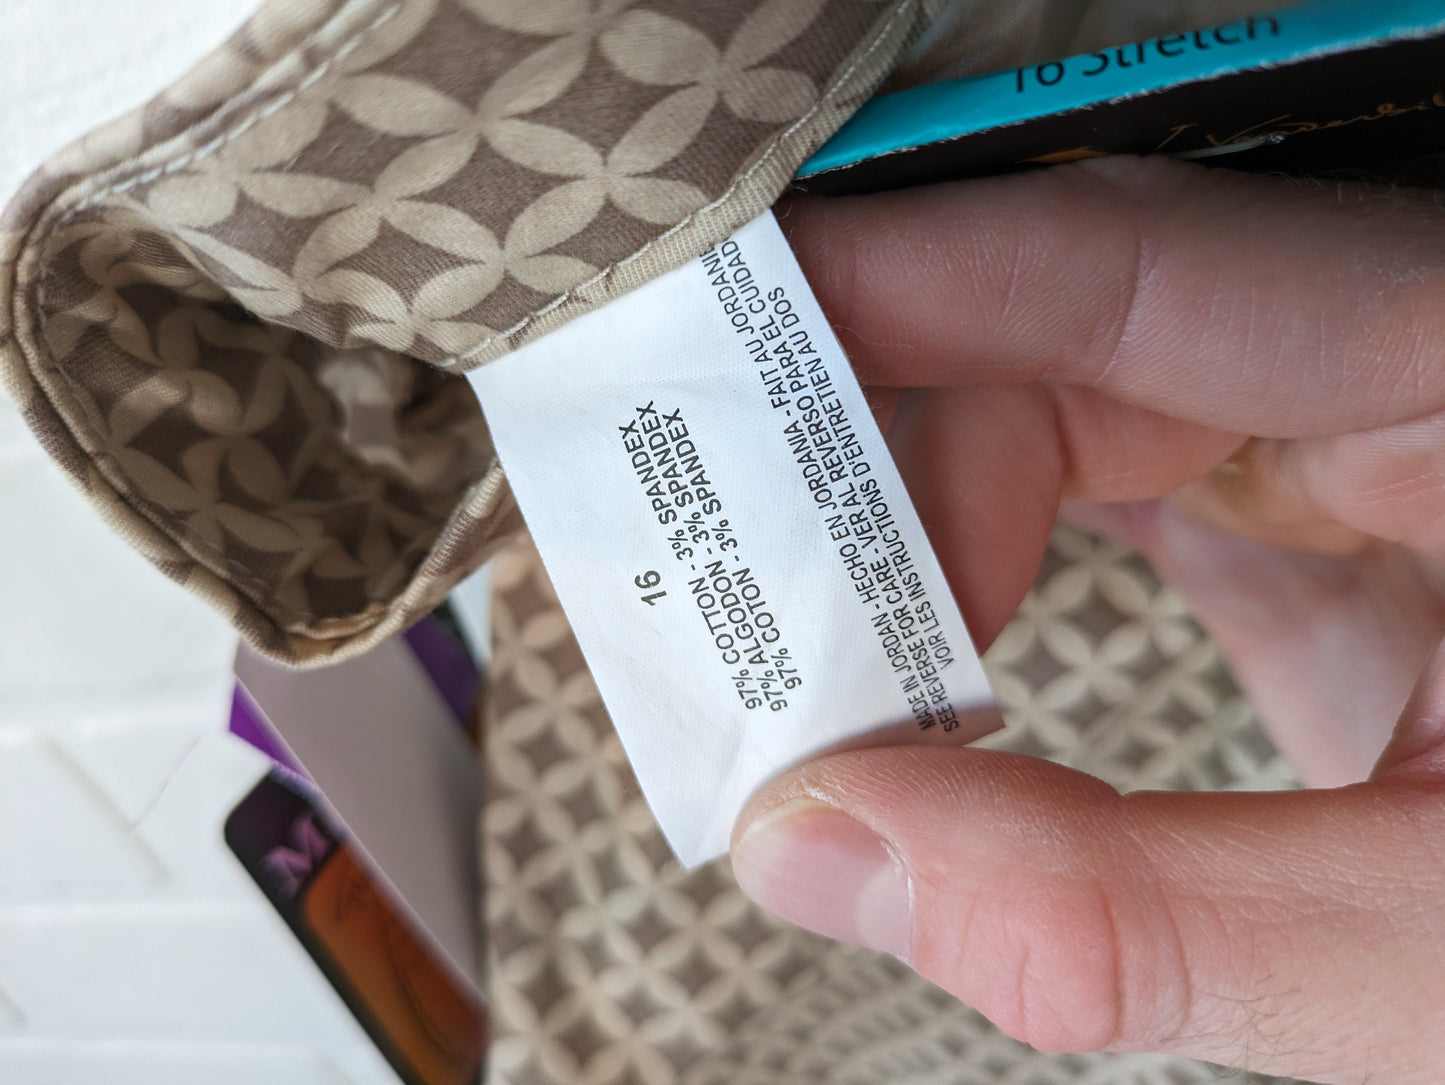 16 Stretch
16
97% COTTON - 3% SPANDEX
97% ALGODON - 3% SPANDEX
97% COTON - 3% SPANDEX
MADE IN JORDAN - HECHO EN JORDANIA - FAIT AU JORDANIE
SEE REVERSE FOR CARE - VER AL REVERSO PARA EL CUIDADO
VOIR LES INSTRUCTIONS D'ENTRETIEN AU DOS
M